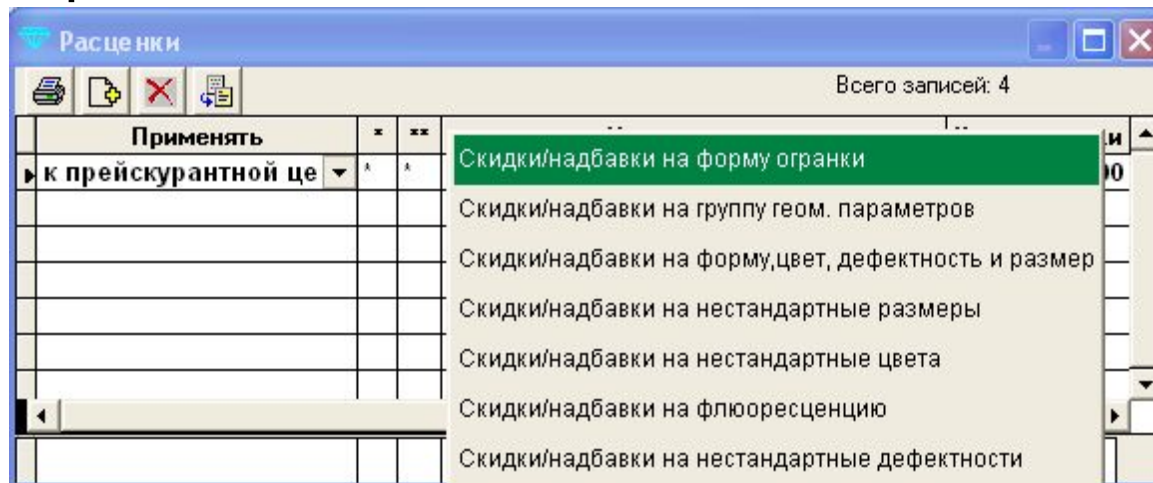 Расценки
Всего записей: 4
Применять * **
к прейскурантной це * *
Скидки/надбавки на форму огранки
Скидки/надбавки на группу геом. параметров
Скидки/надбавки на форму,цвет, дефектность и размер
Скидки/надбавки на нестандартные размеры
Скидки/надбавки на нестандартные цвета
Скидки/надбавки на флюоресценцию
Скидки/надбавки на нестандартные дефектности